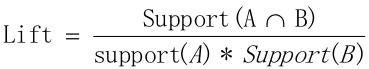 Lift = Support(A ∩ B)
support(A) * Support(B)